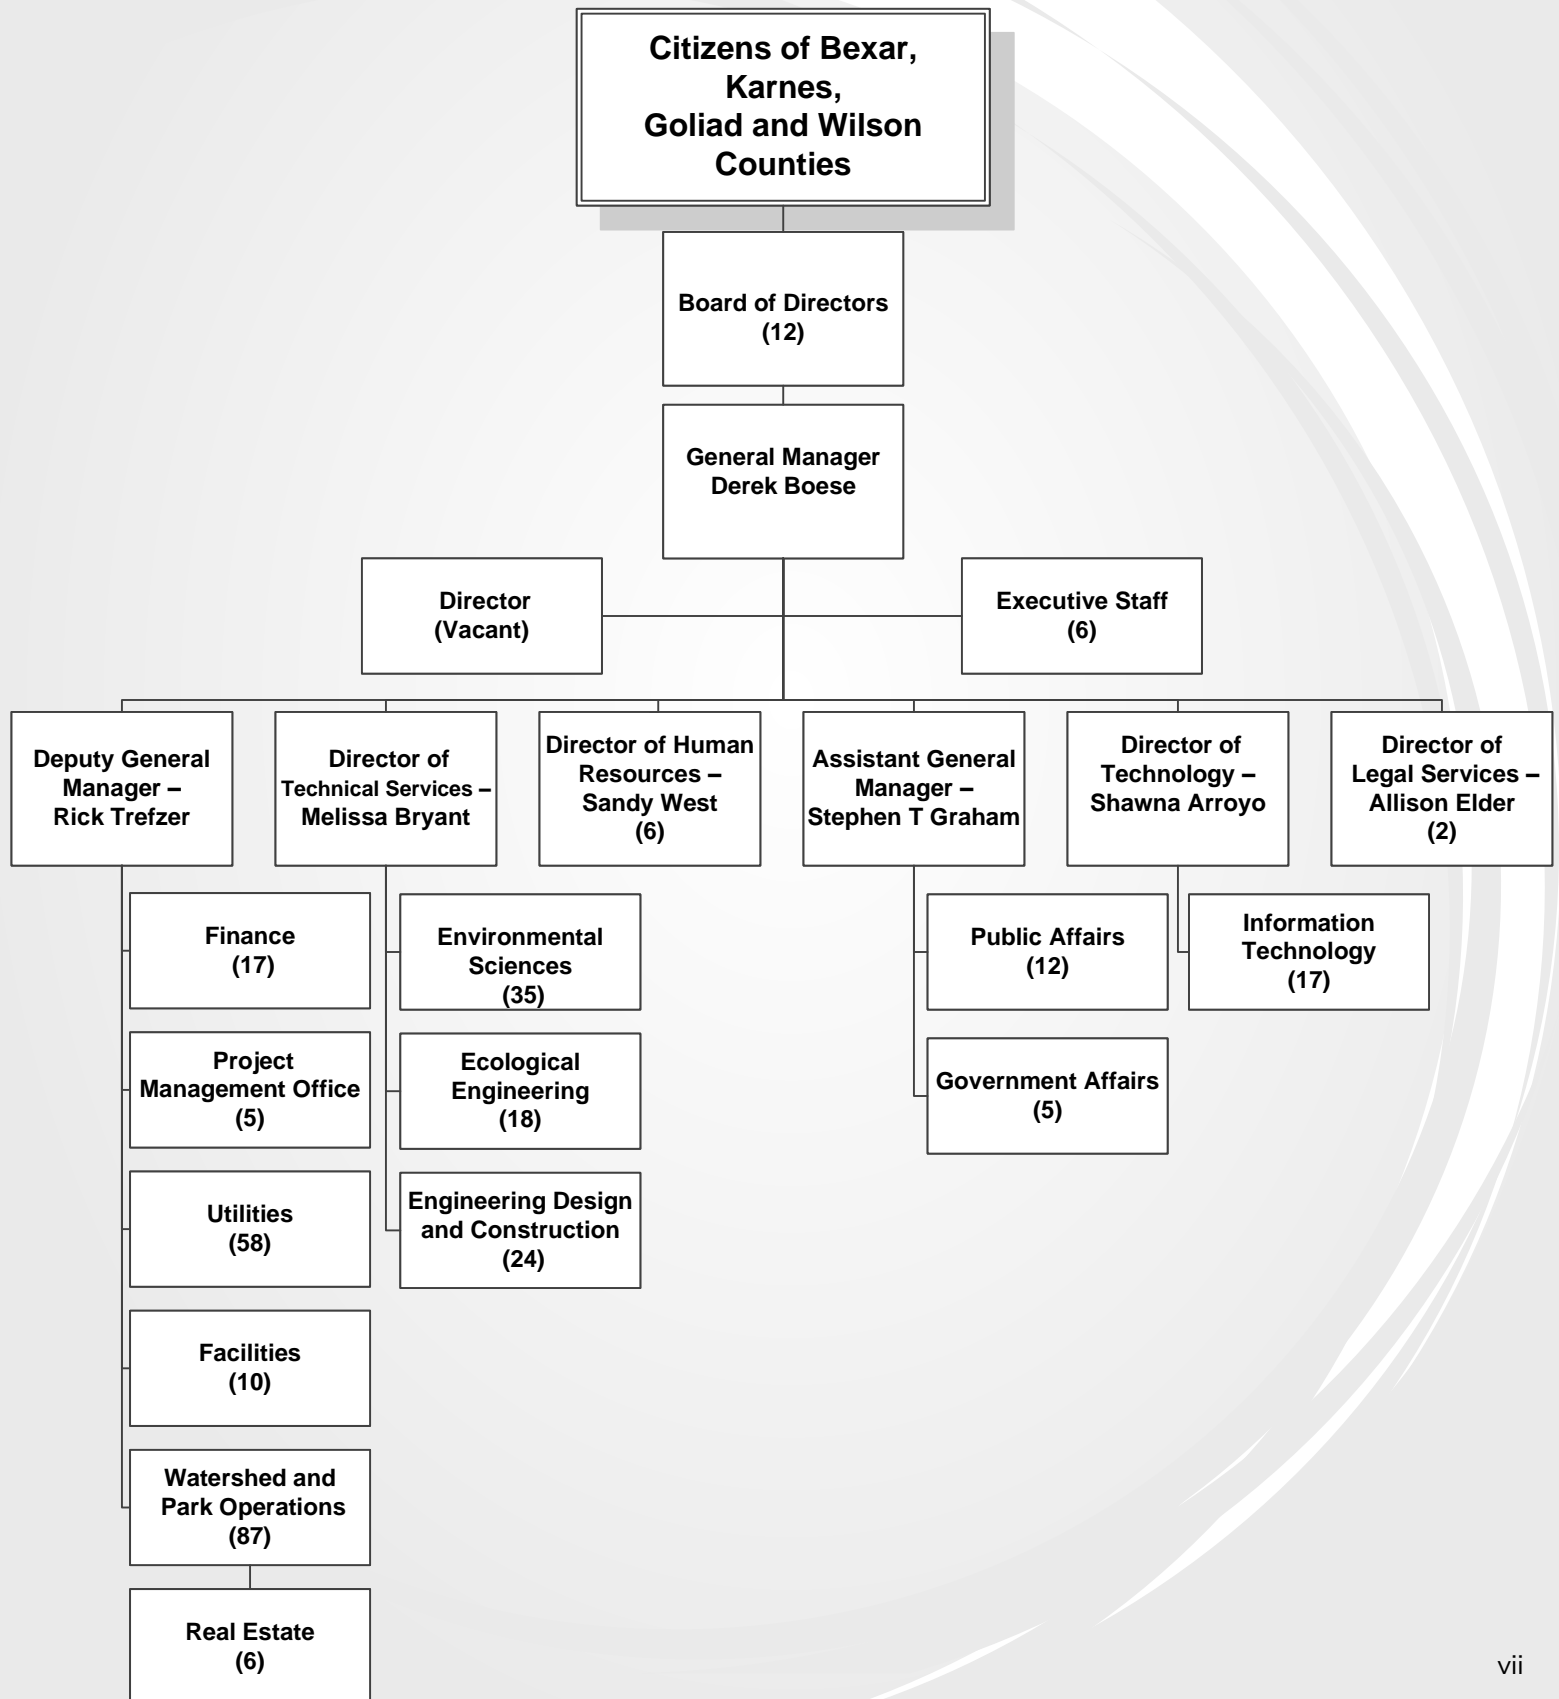 Citizens of Bexar,
Karnes,
Goliad and Wilson
Counties
Board of Directors
(12)
General Manager
Derek Boese
Director
(Vacant)
Executive Staff
(6)
Deputy General
Manager –
Rick Trefzer
Director of
Technical Services –
Melissa Bryant
Director of Human
Resources –
Sandy West
(6)
Assistant General
Manager –
Stephen T Graham
Director of
Technology –
Shawna Arroyo
Director of
Legal Services –
Allison Elder
(2)
Finance
(17)
Project
Management Office
(5)
Utilities
(58)
Facilities
(10)
Watershed and
Park Operations
(87)
Real Estate
(6)
Environmental
Sciences
(35)
Ecological
Engineering
(18)
Engineering Design
and Construction
(24)
Public Affairs
(12)
Government Affairs
(5)
Information
Technology
(17)
vii